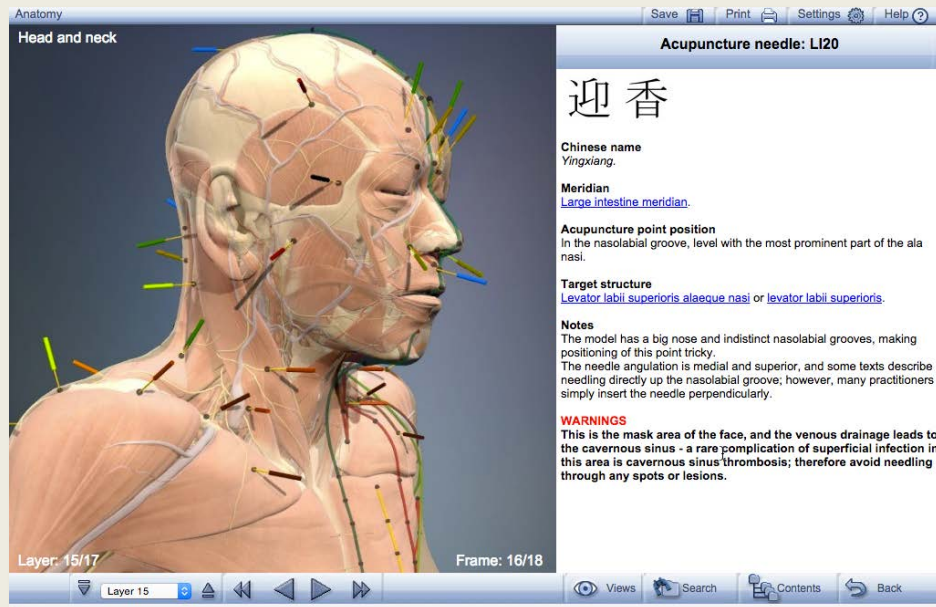 Anatomy
Save
Print
Settings
Help
Head and neck
Acupuncture needle: LI20
迎香
Chinese name
Yingxiang.
Meridian
Large intestine meridian.
Acupuncture point position
In the nasolabial groove, level with the most prominent part of the ala
nasi.
Target structure
Levator labii superioris alaeque nasi or levator labii superioris.
Notes
The model has a big nose and indistinct nasolabial grooves, making
positioning of this point tricky.
The needle angulation is medial and superior, and some texts describe
needling directly up the nasolabial groove; however, many practitioners
simply insert the needle perpendicularly.
WARNINGS
This is the mask area of the face, and the venous drainage leads to
the cavernous sinus - a rare complication of superficial infection in
this area is cavernous sinus thrombosis; therefore avoid needling
through any spots or lesions.
Layer: 15/17
Frame: 16/18
Layer 15
Views
Search
Contents
Back